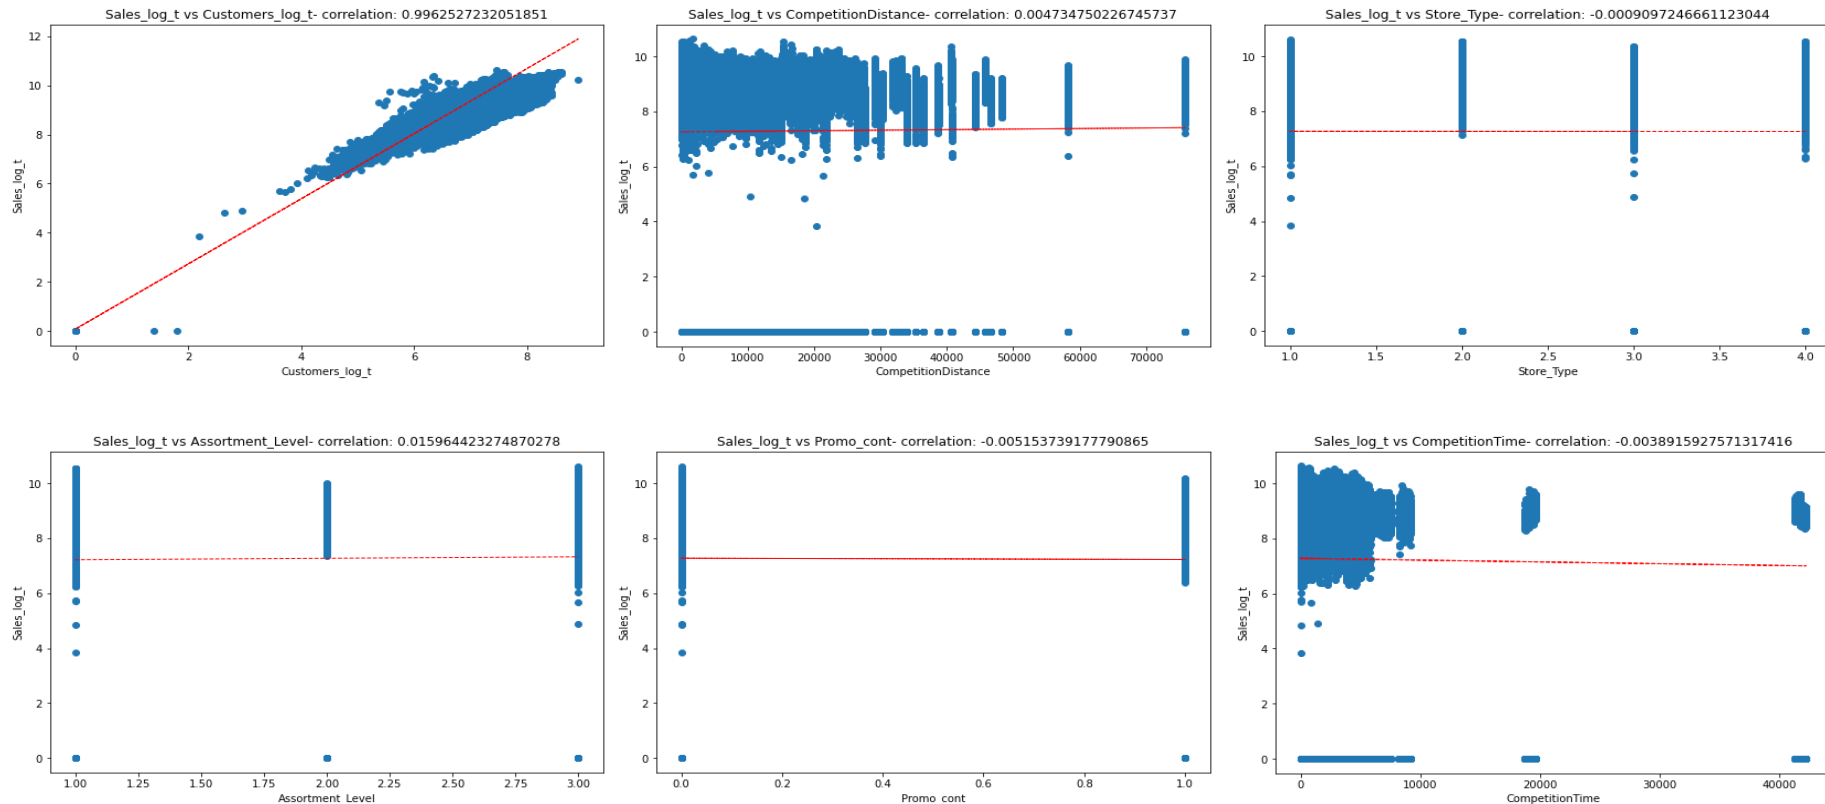 Sales_log_t vs Customers_log_t- correlation: 0.9962527232051851
12
10
8
6
4
2
0
Sales_log_t
0 2 4 6 8
Customers_log_t
Sales_log_t vs CompetitionDistance- correlation: 0.004734750226745737
10
8
6
4
2
0
Sales_log_t
0 10000 20000 30000 40000 50000 60000 70000
CompetitionDistance
Sales_log_t vs Store_Type- correlation: -0.0009097246661123044
10
8
6
4
2
0
Sales_log_t
1.0 1.5 2.0 2.5 3.0 3.5 4.0
Store_Type
Sales_log_t vs Assortment_Level- correlation: 0.015964423274870278
10
8
6
4
2
0
Sales_log_t
1.00 1.25 1.50 1.75 2.00 2.25 2.50 2.75 3.00
Assortment_Level
Sales_log_t vs Promo_cont- correlation: -0.005153739177790865
10
8
6
4
2
0
Sales_log_t
0.0 0.2 0.4 0.6 0.8 1.0
Promo_cont
Sales_log_t vs CompetitionTime- correlation: -0.0038915927571317416
10
8
6
4
2
0
Sales_log_t
0 10000 20000 30000 40000
CompetitionTime